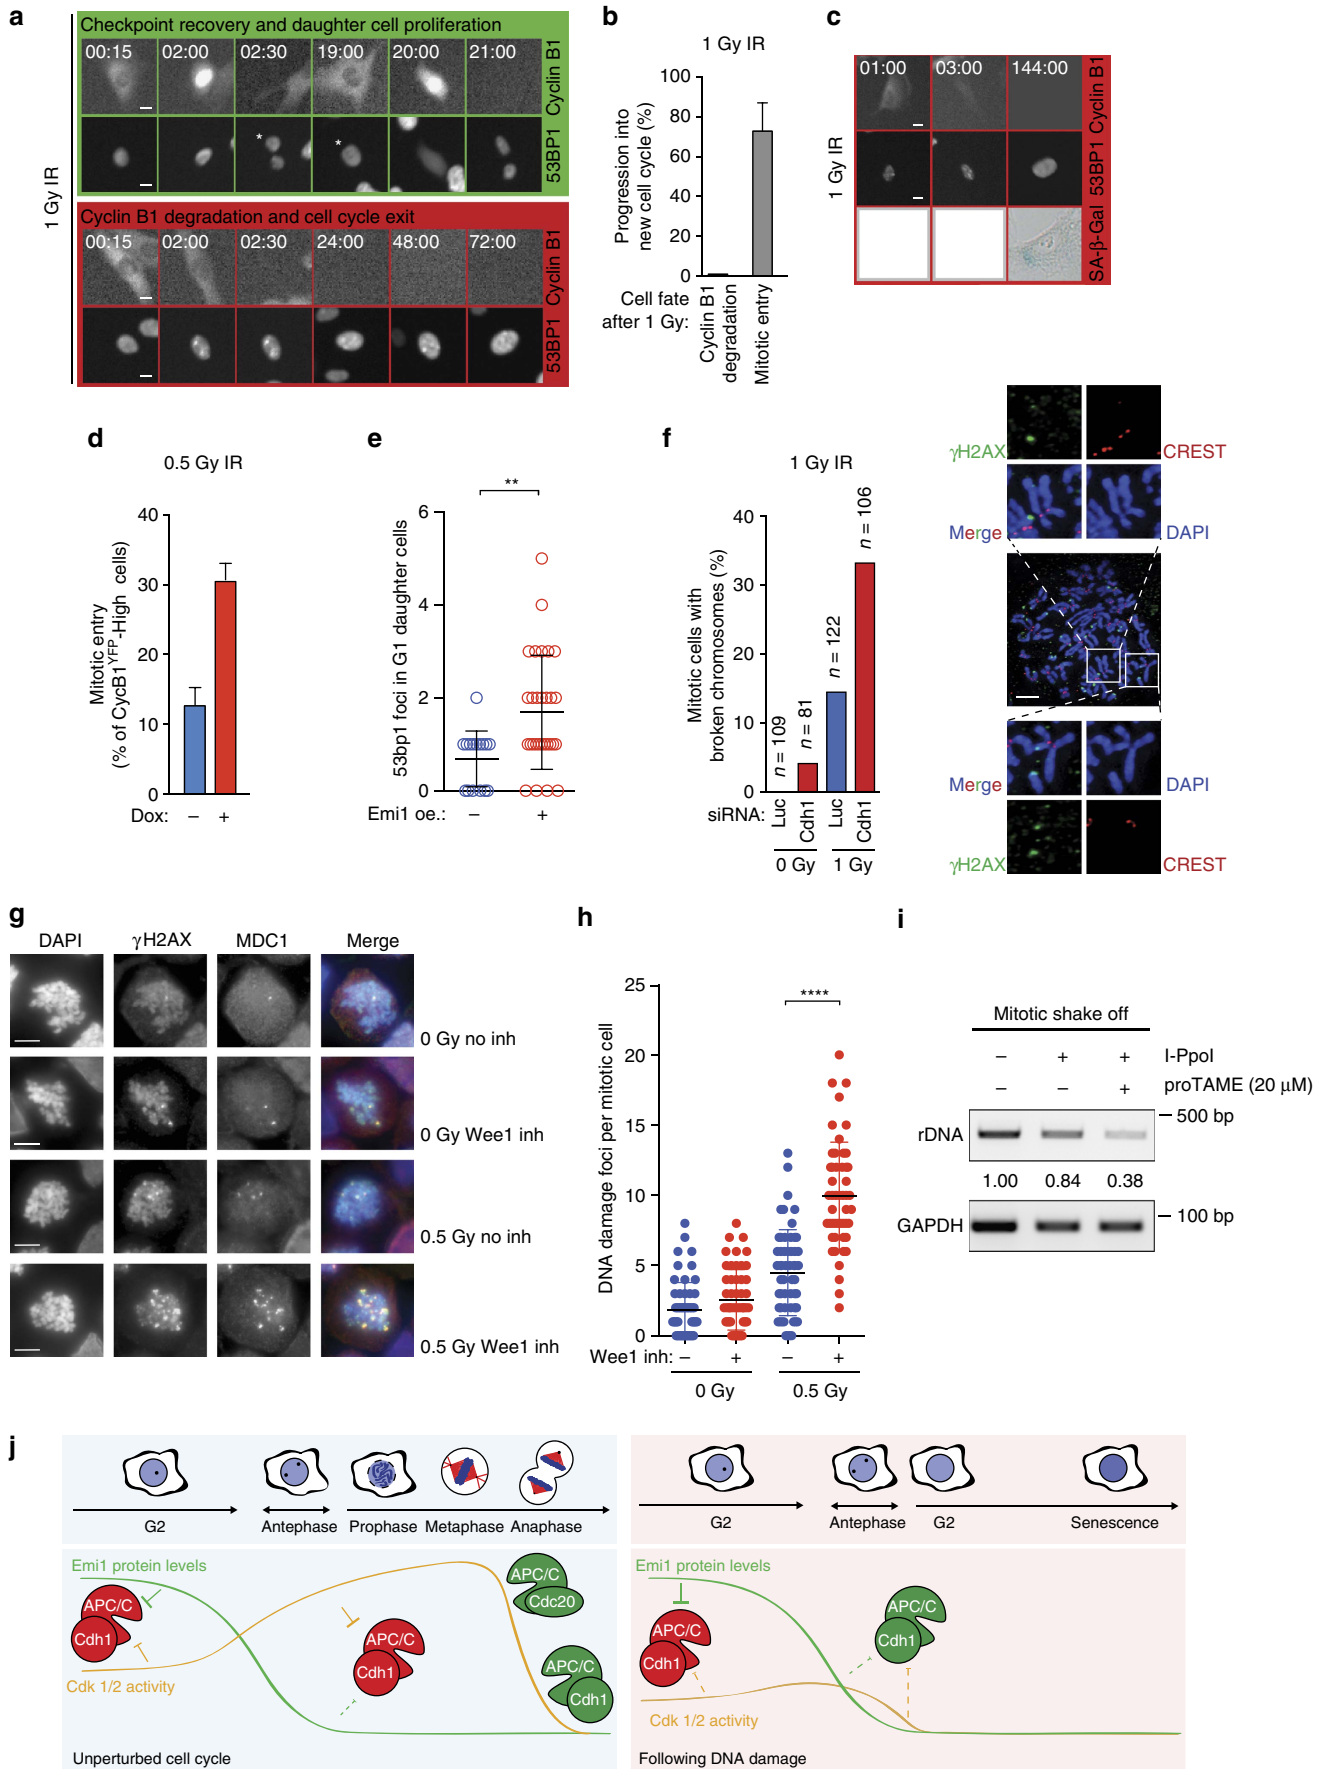 a
Checkpoint recovery and daughter cell proliferation
00:15 02:00 02:30 19:00 20:00 21:00
Cyclin B1
* *
53BP1
1 Gy IR
Cyclin B1 degradation and cell cycle exit
00:15 02:00 02:30 24:00 48:00 72:00
Cyclin B1
53BP1
b
1 Gy IR
Progression into
new cell cycle (%)
100
80
60
40
20
0
Cell fate
after 1 Gy:
Cyclin B1
degradation
Mitotic entry
c
01:00 03:00 144:00
1 Gy IR
Cyclin B1
53BP1
SA-β-Gal
d
0.5 Gy IR
Mitotic entry
(% of CycB1YFP-High cells)
40
30
20
10
0
Dox: – +
e
**
53bp1 foci in G1 daughter cells
6
4
2
0
Emi1 oe.: – +
f
1 Gy IR
Mitotic cells with
broken chromosomes (%)
40
30
20
10
0
n = 109
n = 81
n = 122
n = 106
siRNA: Luc Cdh1 Luc Cdh1
0 Gy 1 Gy
γH2AX CREST
Merge DAPI
Merge DAPI
γH2AX CREST
g
DAPI γH2AX MDC1 Merge
0 Gy no inh
0 Gy Wee1 inh
0.5 Gy no inh
0.5 Gy Wee1 inh
h
DNA damage foci per mitotic cell
25
20
15
10
5
0
****
Wee1 inh: – + – +
0 Gy 0.5 Gy
i
Mitotic shake off
– + + I-PpoI
– – + proTAME (20 μM)
500 bp
rDNA
1.00 0.84 0.38
100 bp
GAPDH
j
G2 Antephase Prophase Metaphase Anaphase
Emi1 protein levels
APC/C
Cdh1
Cdk 1/2 activity
APC/C
Cdh1
APC/C
Cdc20
APC/C
Cdh1
Unperturbed cell cycle
G2 Antephase G2 Senescence
Emi1 protein levels
APC/C
Cdh1
Cdk 1/2 activity
APC/C
Cdh1
Following DNA damage